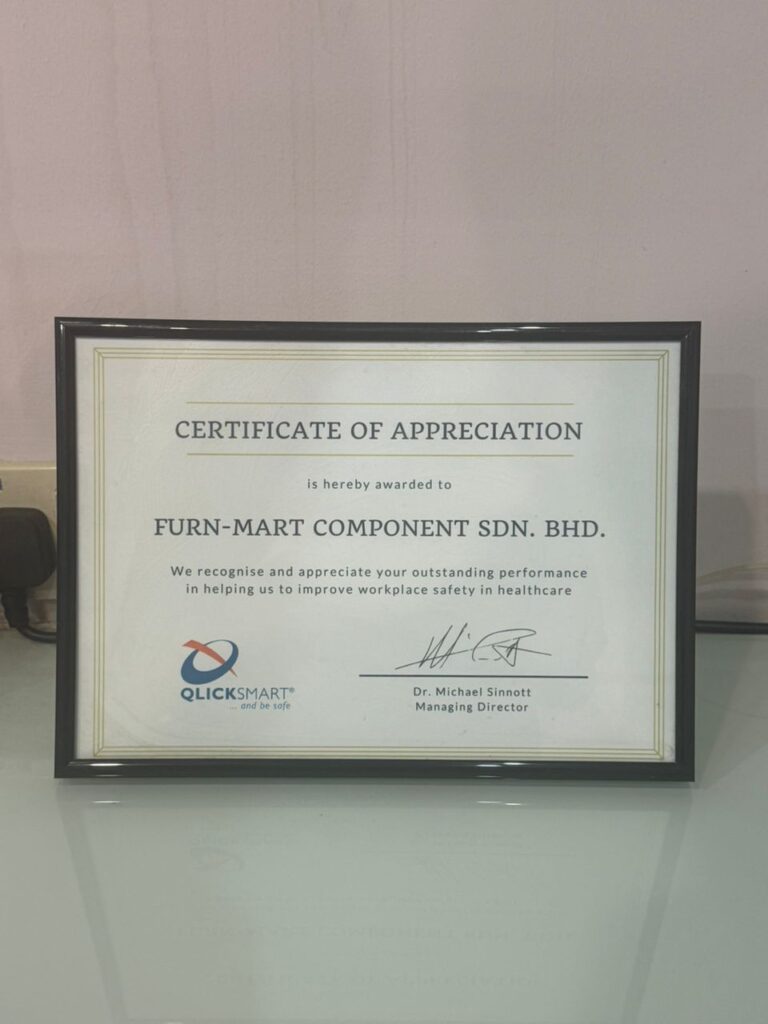 CERTIFICATE OF APPRECIATION
is hereby awarded to
FURN-MART COMPONENT SDN. BHD.
We recognise and appreciate your outstanding performance
in helping us to improve workplace safety in healthcare
QLICKSMART®
... and be safe
Dr. Michael Sinnott
Managing Director